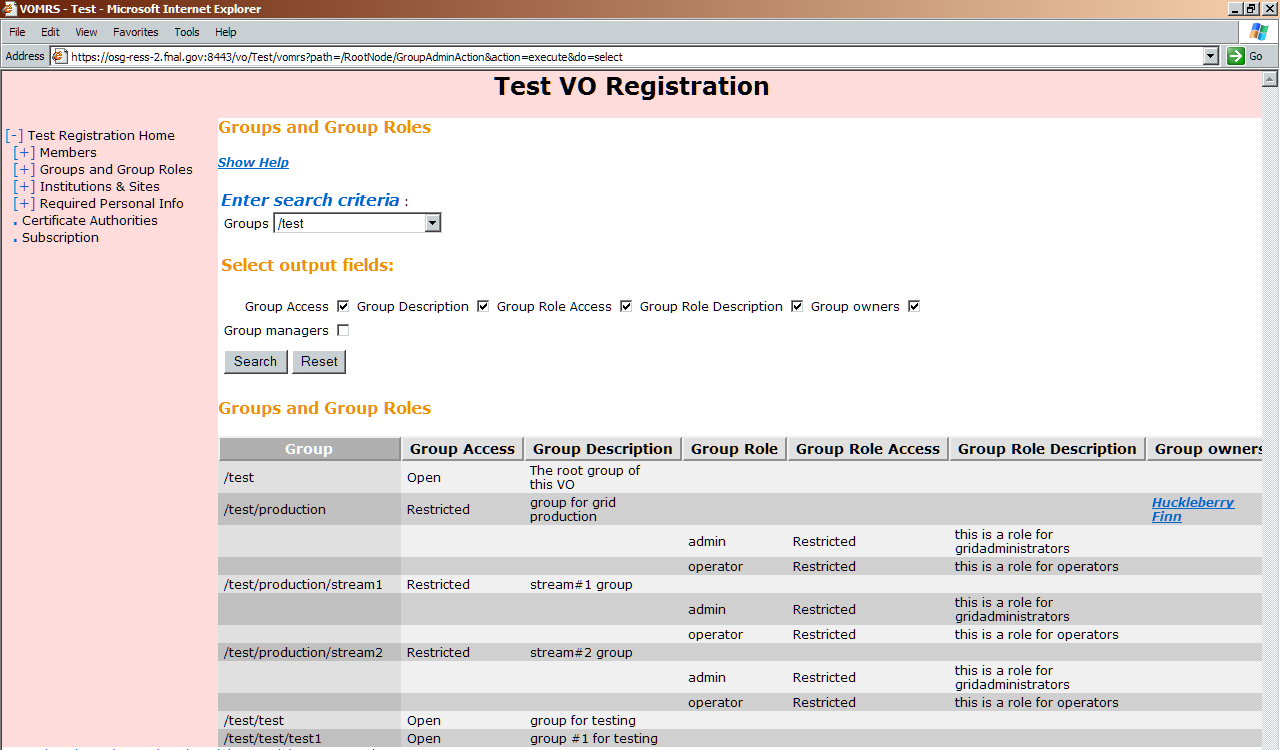 VOMRS - Test - Microsoft Internet Explorer
File Edit View Favorites Tools Help
Address https://osg-ress-2.fnal.gov:8443/vo/Test/vomrs?path=/RootNode/GroupAdminAction&action=execute&do=select Go
Test VO Registration
[-] Test Registration Home
[+] Members
[+] Groups and Group Roles
[+] Institutions & Sites
[+] Required Personal Info
. Certificate Authorities
. Subscription
Groups and Group Roles
Show Help
Enter search criteria :
Groups /test
Select output fields:
Group Access Group Description Group Role Access Group Role Description Group owners
Group managers
Search Reset
Groups and Group Roles
Group Group Access Group Description Group Role Group Role Access Group Role Description Group owners
/test Open The root group of
this VO
/test/production Restricted group for grid
production Huckleberry
Finn
admin Restricted this is a role for
gridadministrators
operator Restricted this is a role for operators
/test/production/stream1 Restricted stream#1 group
admin Restricted this is a role for
gridadministrators
operator Restricted this is a role for operators
/test/production/stream2 Restricted stream#2 group
admin Restricted this is a role for
gridadministrators
operator Restricted this is a role for operators
/test/test Open group for testing
/test/test/test1 Open group #1 for testing